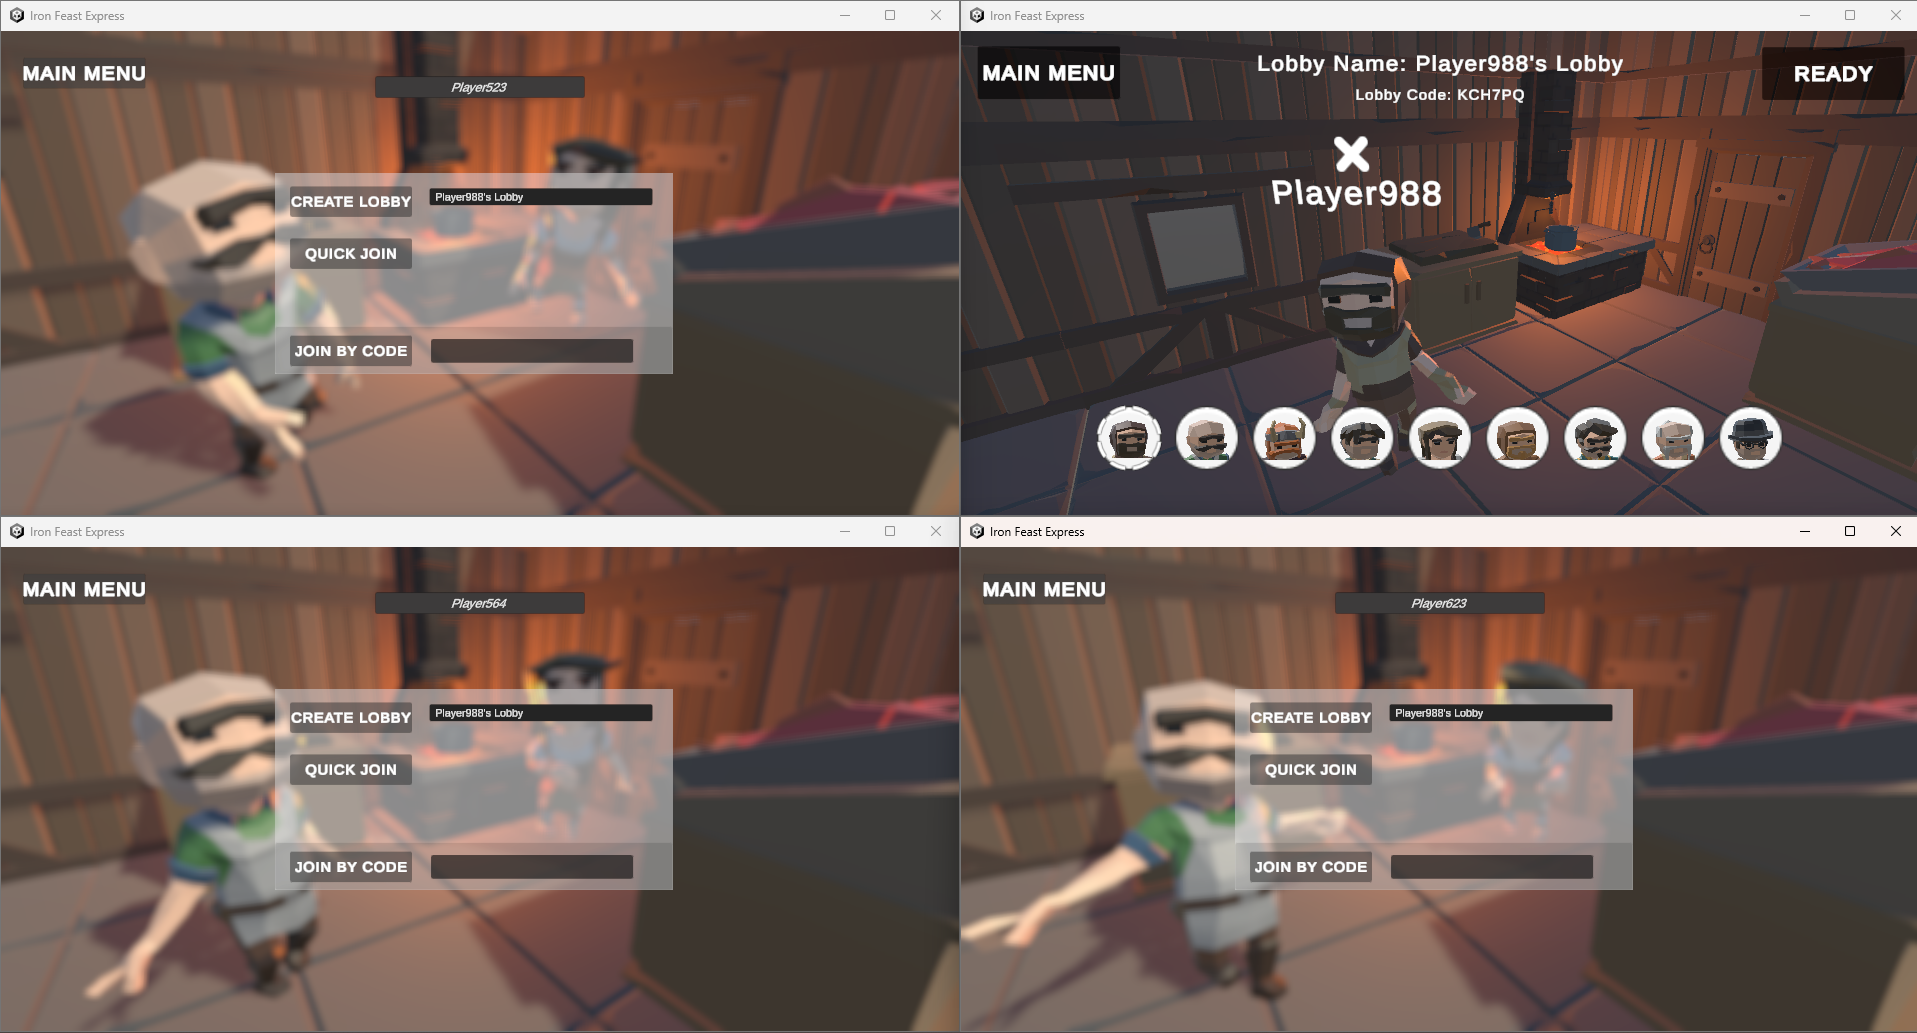 Iron Feast Express
MAIN MENU
Player523
CREATE LOBBY
Player988's Lobby
QUICK JOIN
JOIN BY CODE
Iron Feast Express
MAIN MENU
Lobby Name: Player988's Lobby
READY
Lobby Code: KCH7PQ
Player988
Iron Feast Express
MAIN MENU
Player564
CREATE LOBBY
Player988's Lobby
QUICK JOIN
JOIN BY CODE
Iron Feast Express
MAIN MENU
Player623
CREATE LOBBY
Player988's Lobby
QUICK JOIN
JOIN BY CODE